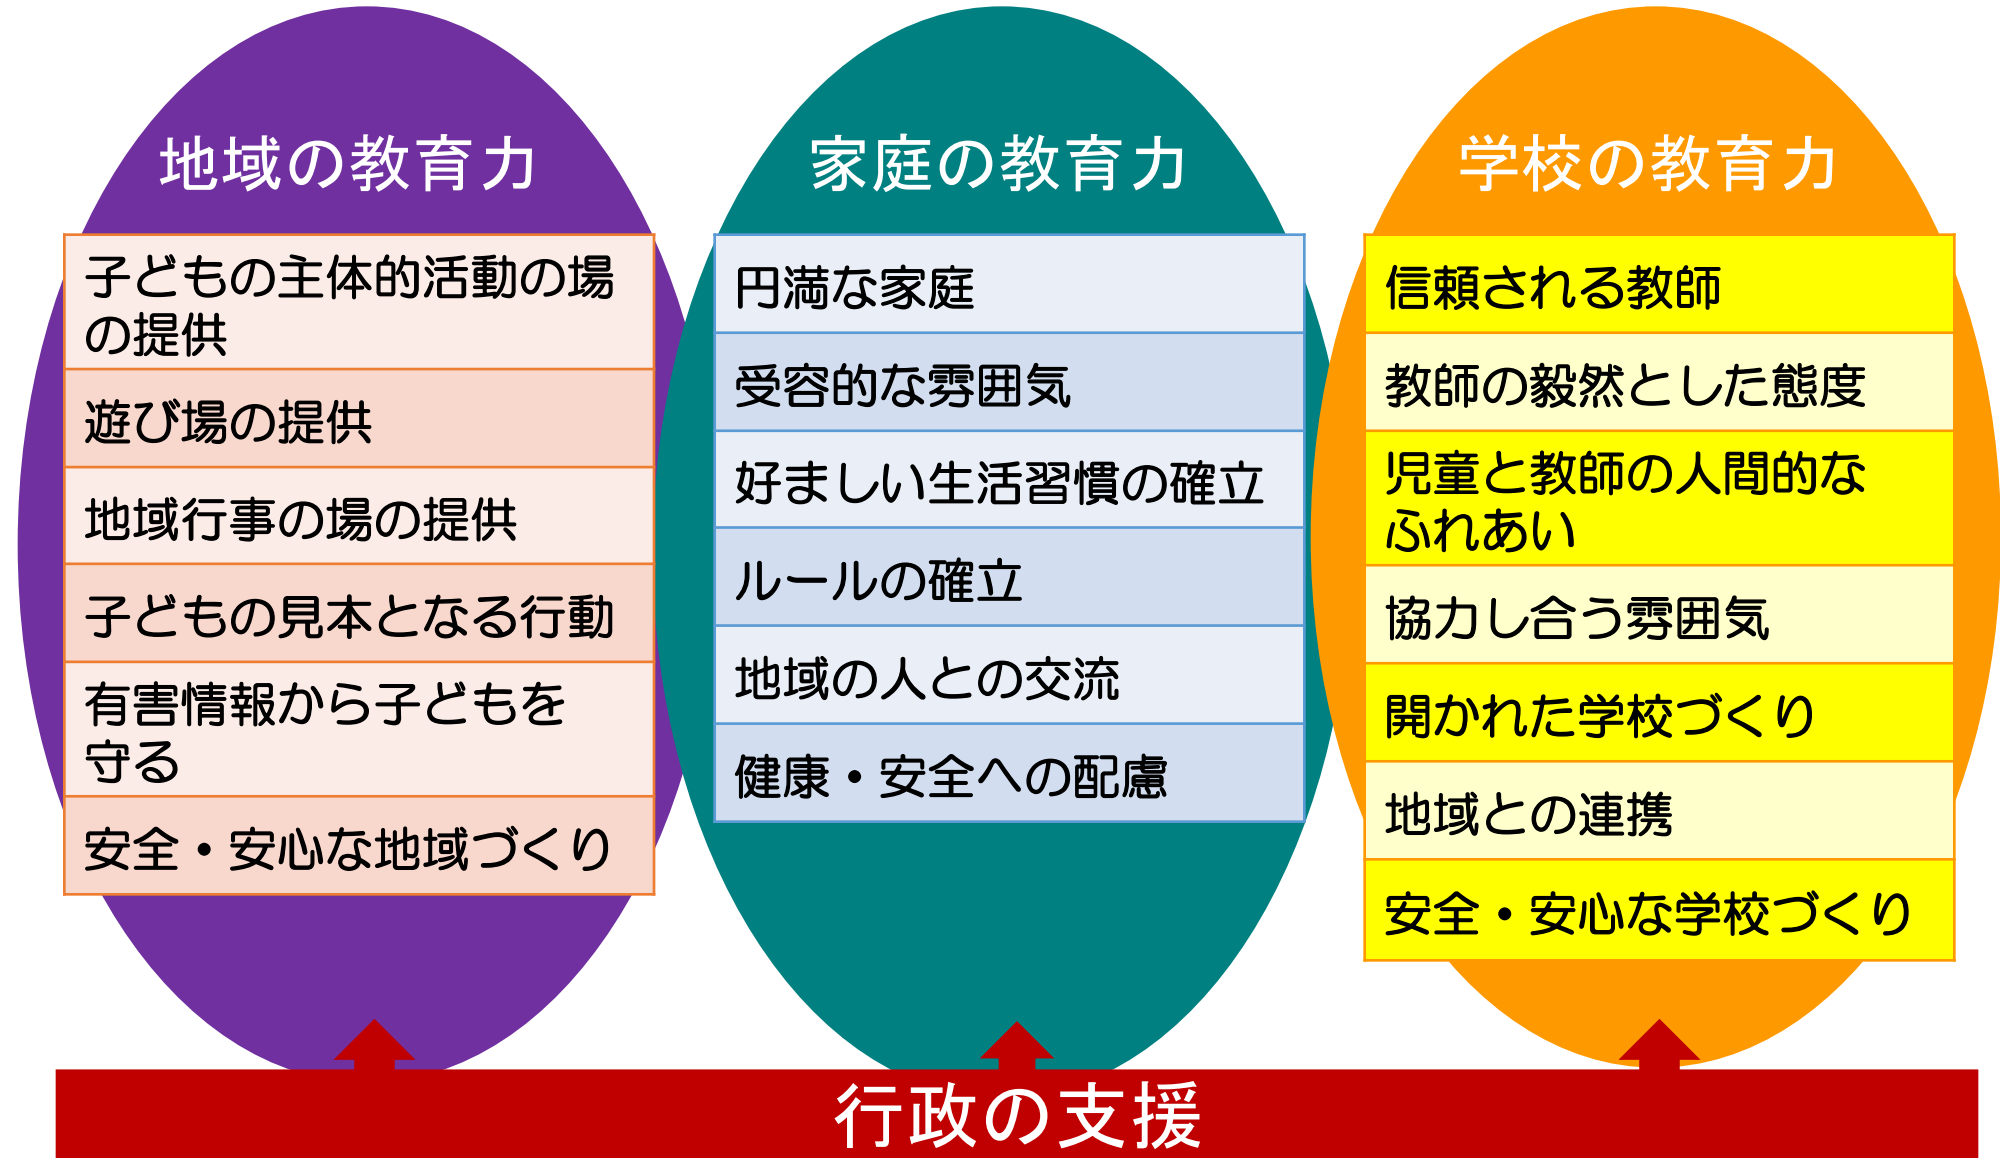 地域の教育力
子どもの主体的活動の場
の提供
遊び場の提供
地域行事の場の提供
子どもの見本となる行動
有害情報から子どもを
守る
安全・安心な地域づくり
家庭の教育力
円満な家庭
受容的な雰囲気
好ましい生活習慣の確立
ルールの確立
地域の人との交流
健康・安全への配慮
学校の教育力
信頼される教師
教師の毅然とした態度
児童と教師の人間的な
ふれあい
協力し合う雰囲気
開かれた学校づくり
地域との連携
安全・安心な学校づくり
行政の支援